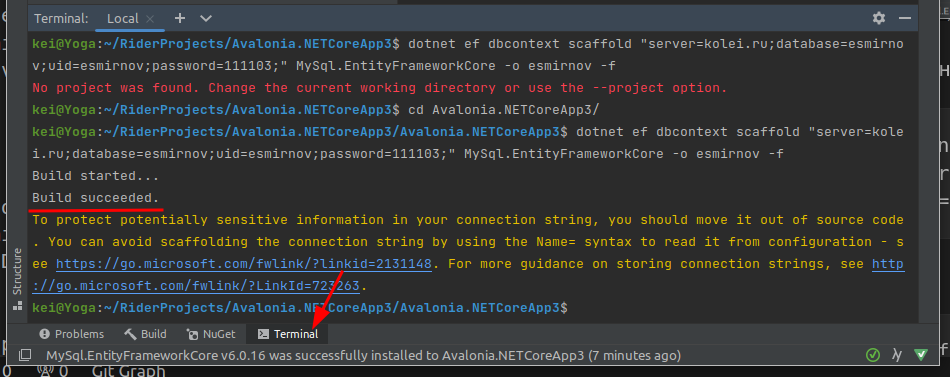 Terminal: Local × +
kei@Yoga:~/RiderProjects/Avalonia.NETCoreApp3$ dotnet ef dbcontext scaffold "server=kolei.ru;database=esmirno
v;uid=esmirnov;password=111103;" MySql.EntityFrameworkCore -o esmirnov -f
No project was found. Change the current working directory or use the --project option.
kei@Yoga:~/RiderProjects/Avalonia.NETCoreApp3$ cd Avalonia.NETCoreApp3/
kei@Yoga:~/RiderProjects/Avalonia.NETCoreApp3/Avalonia.NETCoreApp3$ dotnet ef dbcontext scaffold "server=kole
i.ru;database=esmirnov;uid=esmirnov;password=111103;" MySql.EntityFrameworkCore -o esmirnov -f
Build started...
Build succeeded.
To protect potentially sensitive information in your connection string, you should move it out of source code
. You can avoid scaffolding the connection string by using the Name= syntax to read it from configuration - s
ee https://go.microsoft.com/fwlink/?linkid=2131148. For more guidance on storing connection strings, see http
://go.microsoft.com/fwlink/?LinkId=723263.
kei@Yoga:~/RiderProjects/Avalonia.NETCoreApp3/Avalonia.NETCoreApp3$
Structure
Problems Build NuGet Terminal
MySql.EntityFrameworkCore v6.0.16 was successfully installed to Avalonia.NETCoreApp3 (7 minutes ago)
0 0 Git Graph